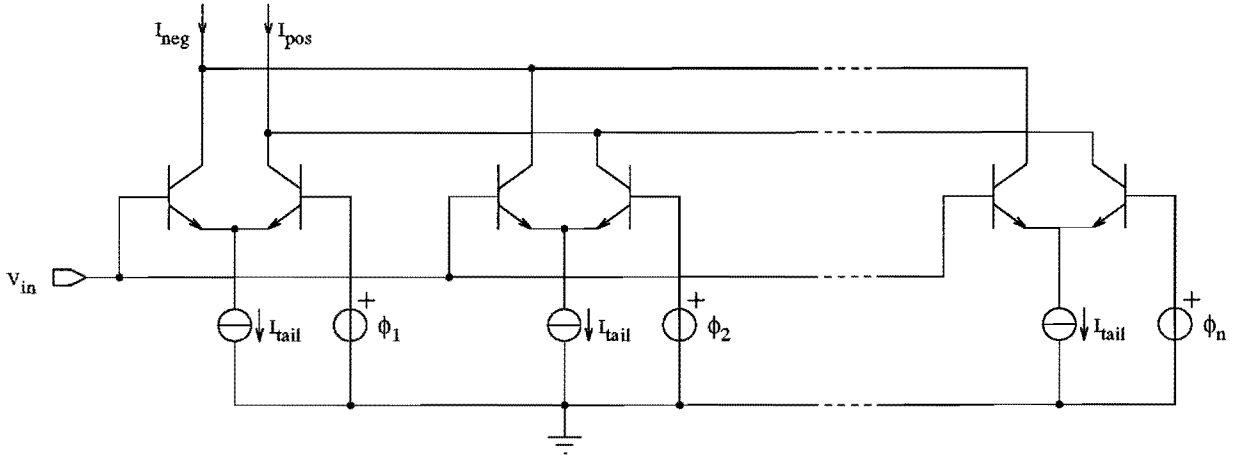 I_neg I_pos
V_in
I_tail ϕ_1 I_tail ϕ_2 I_tail ϕ_n
+ + +